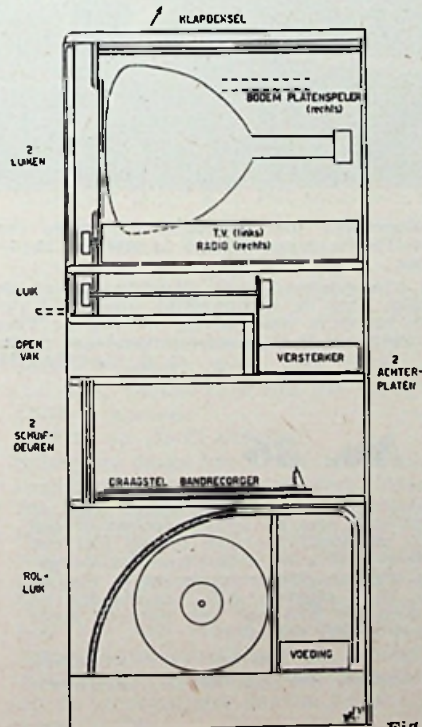 KLAPDEKSEL
BODEM PLATENSPELER
(rechts)
2
LUIKEN
T.V. (links)
RADIO (rechts)
LUIK
OPEN
VAK
VERSTERKER
2
ACHTER-
PLATEN
2
SCHUIF-
DEUREN
DRAAGSTEL BANDRECORDER
ROL-
LUIK
VOEDING
Fig